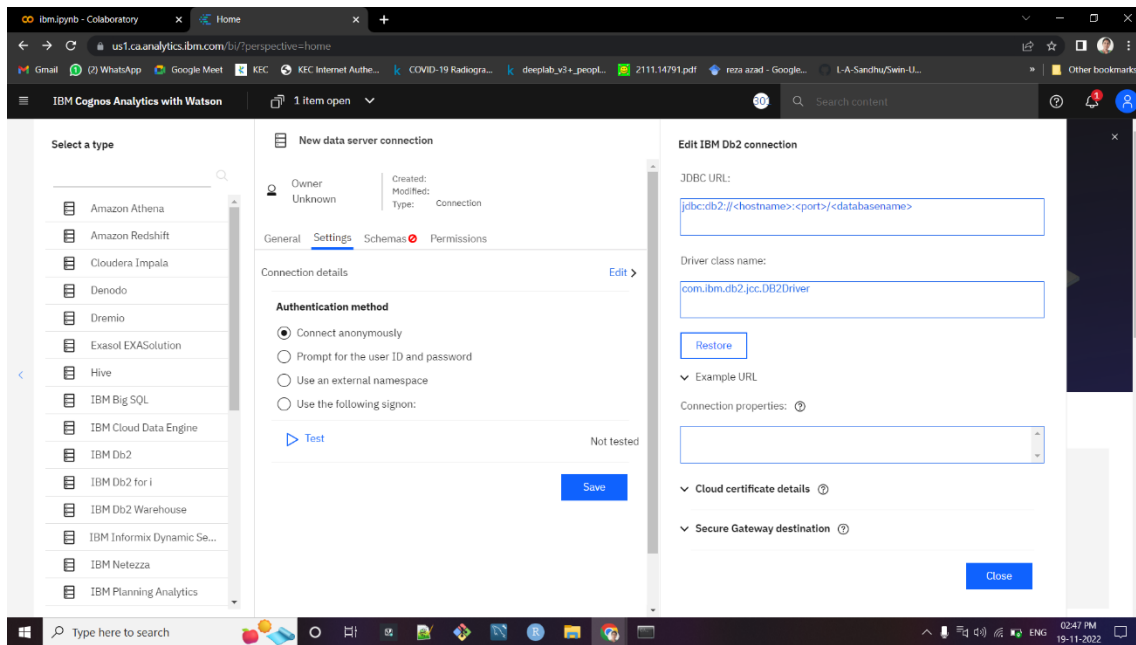 ibm.ipynb - Colaboratory
Home
us1.ca.analytics.ibm.com/bi/?perspective=home
Gmail
(2) WhatsApp
Google Meet
KEC
KEC Internet Authe...
COVID-19 Radiogra...
deeplab_v3+_peopl...
2111.14791.pdf
reza azad - Google...
L-A-Sandhu/Swin-U...
Other bookmarks
IBM Cognos Analytics with Watson
1 item open
Search content
1
Select a type
Amazon Athena
Amazon Redshift
Cloudera Impala
Denodo
Dremio
Exasol EXASolution
Hive
IBM Big SQL
IBM Cloud Data Engine
IBM Db2
IBM Db2 for i
IBM Db2 Warehouse
IBM Informix Dynamic Se...
IBM Netezza
IBM Planning Analytics
New data server connection
Owner
Unknown
Created:
Modified:
Type: Connection
General Settings Schemas Permissions
Connection details Edit
Authentication method
Connect anonymously
Prompt for the user ID and password
Use an external namespace
Use the following signon:
Test Not tested
Save
Edit IBM Db2 connection
JDBC URL:
jdbc:db2://<hostname>:<port>/<databasename>
Driver class name:
com.ibm.db2.jcc.DB2Driver
Restore
Example URL
Connection properties:
Cloud certificate details
Secure Gateway destination
Close
Type here to search
ENG
02:47 PM
19-11-2022